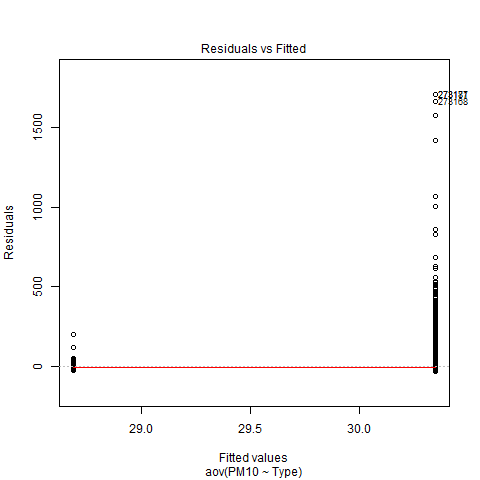 Residuals vs Fitted
273168
1500
1000
500
0
Residuals
29.0 29.5 30.0
Fitted values
aov(PM10 ~ Type)